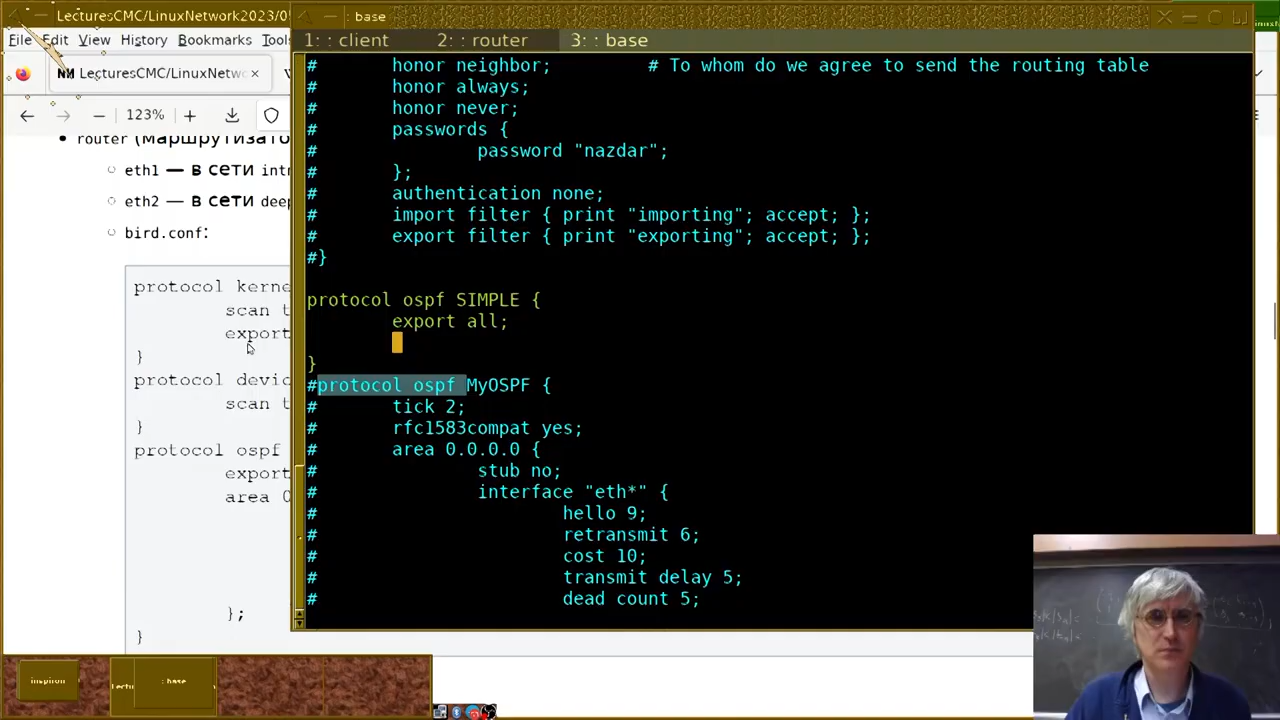 LecturesCMC/LinuxNetwork2023/0
: base
File Edit View History Bookmarks Tools
1: : client 2: : router 3: : base
LecturesCMC/LinuxNetwo
123%
router (маршрутизато
eth1 — в сети int
eth2 — в сети deep
bird.conf:
protocol kerne
scan t
export
}
protocol devic
scan t
}
protocol ospf
export
area 0
};
}
# honor neighbor; # To whom do we agree to send the routing table
# honor always;
# honor never;
# passwords {
# password "nazdar";
# };
# authentication none;
# import filter { print "importing"; accept; };
# export filter { print "exporting"; accept; };
#}
protocol ospf SIMPLE {
export all;
}
#protocol ospf MyOSPF {
# tick 2;
# rfc1583compat yes;
# area 0.0.0.0 {
# stub no;
# interface "eth*" {
# hello 9;
# retransmit 6;
# cost 10;
# transmit delay 5;
# dead count 5;
inspiron
Lectu
: base